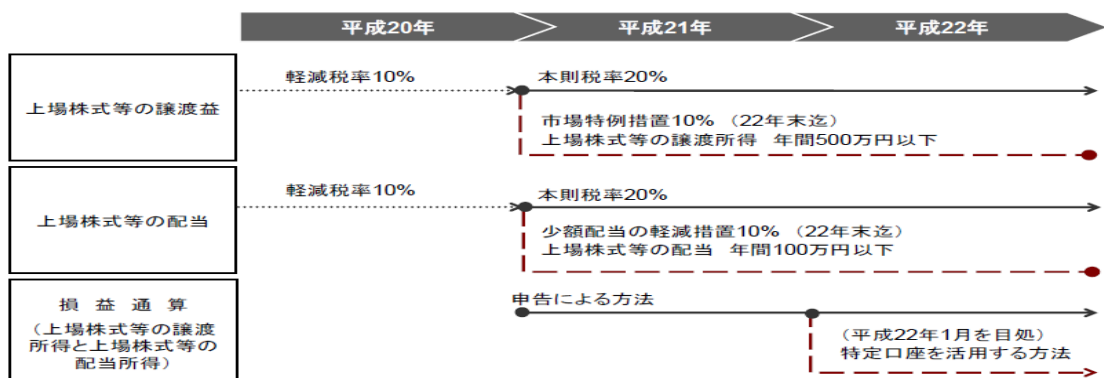 平成20年
平成21年
平成22年
上場株式等の譲渡益
軽減税率10%
本則税率20%
市場特例措置10% （22年末迄）
上場株式等の譲渡所得 年間500万円以下
上場株式等の配当
軽減税率10%
本則税率20%
少額配当の軽減措置10% （22年末迄）
上場株式等の配当 年間100万円以下
損 益 通 算
（上場株式等の譲渡
所得と上場株式等の
配当所得）
申告による方法
（平成22年1月を目処）
特定口座を活用する方法